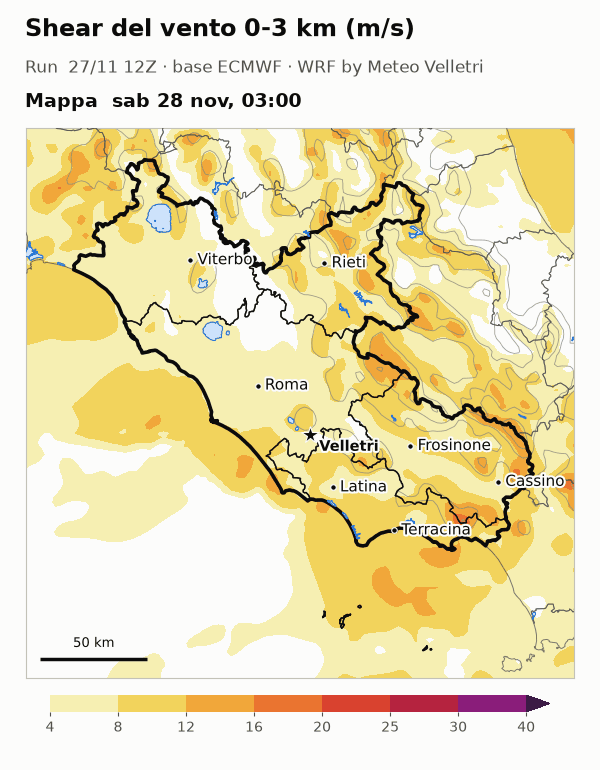 Shear del vento 0-3 km (m/s)
Run 27/11 12Z · base ECMWF · WRF by Meteo Velletri
Mappa sab 28 nov, 03:00
Viterbo
Rieti
Roma
Velletri
Frosinone
Latina
Cassino
Terracina
50 km
4 8 12 16 20 25 30 40